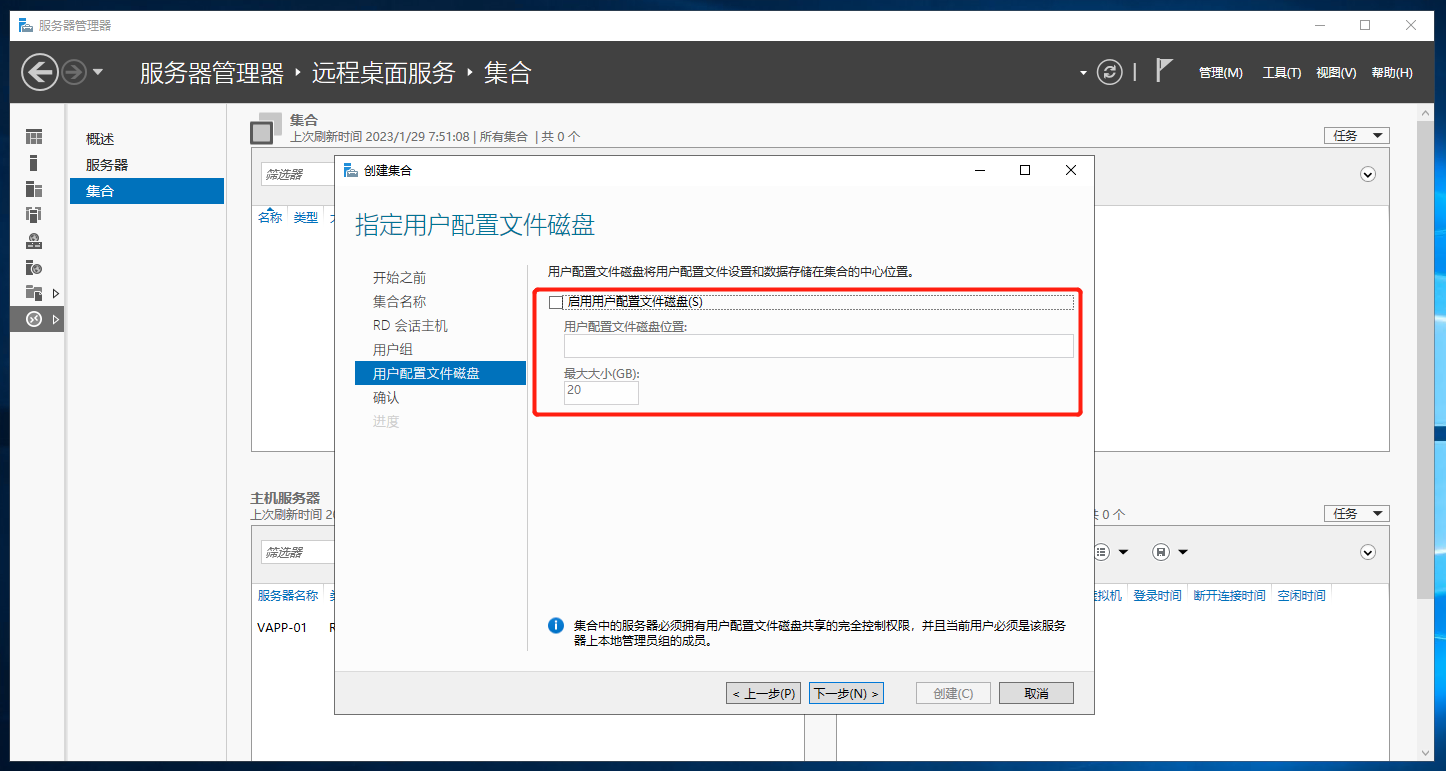 服务器管理器
服务器管理器 ‣ 远程桌面服务 ‣ 集合
管理(M) 工具(T) 视图(V) 帮助(H)
概述
服务器
集合
集合
上次刷新时间 2023/1/29 7:51:08 | 所有集合 | 共 0 个
任务
筛选器
名称 类型
创建集合
指定用户配置文件磁盘
开始之前
集合名称
RD 会话主机
用户组
用户配置文件磁盘
确认
进度
用户配置文件磁盘将用户配置文件设置和数据存储在集合的中心位置。
启用用户配置文件磁盘(S)
用户配置文件磁盘位置:
最大大小(GB):
20
集合中的服务器必须拥有用户配置文件磁盘共享的完全控制权限，并且当前用户必须是该服务
器上本地管理员组的成员。
< 上一步(P) 下一步(N) > 创建(C) 取消
主机服务器
上次刷新时间
筛选器
服务器名称
VAPP-01 R
共 0 个
任务
拟机 登录时间 断开连接时间 空闲时间